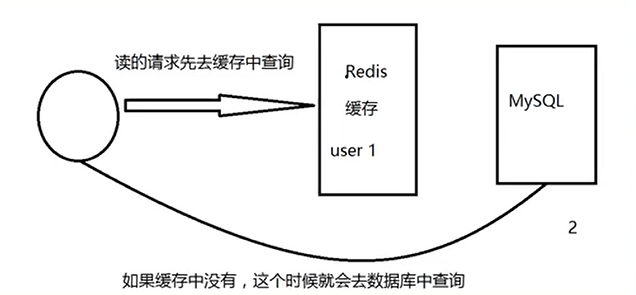 读的请求先去缓存中查询
Redis
缓存
user 1
MySQL
2
如果缓存中没有，这个时候就会去数据库中查询